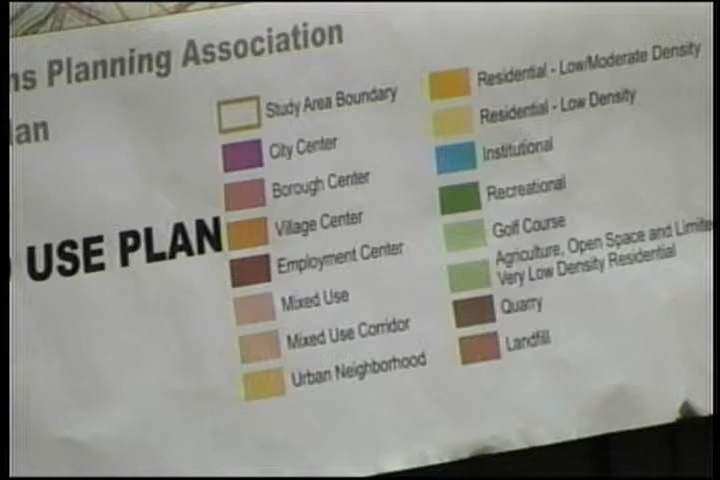 ns Planning Association
lan
USE PLAN
Study Area Boundary
City Center
Borough Center
Village Center
Employment Center
Mixed Use
Mixed Use Corridor
Urban Neighborhood
Residential - Low/Moderate Density
Residential - Low Density
Institutional
Recreational
Golf Course
Agriculture, Open Space and Limite
Very Low Density Residential
Quarry
Landfill